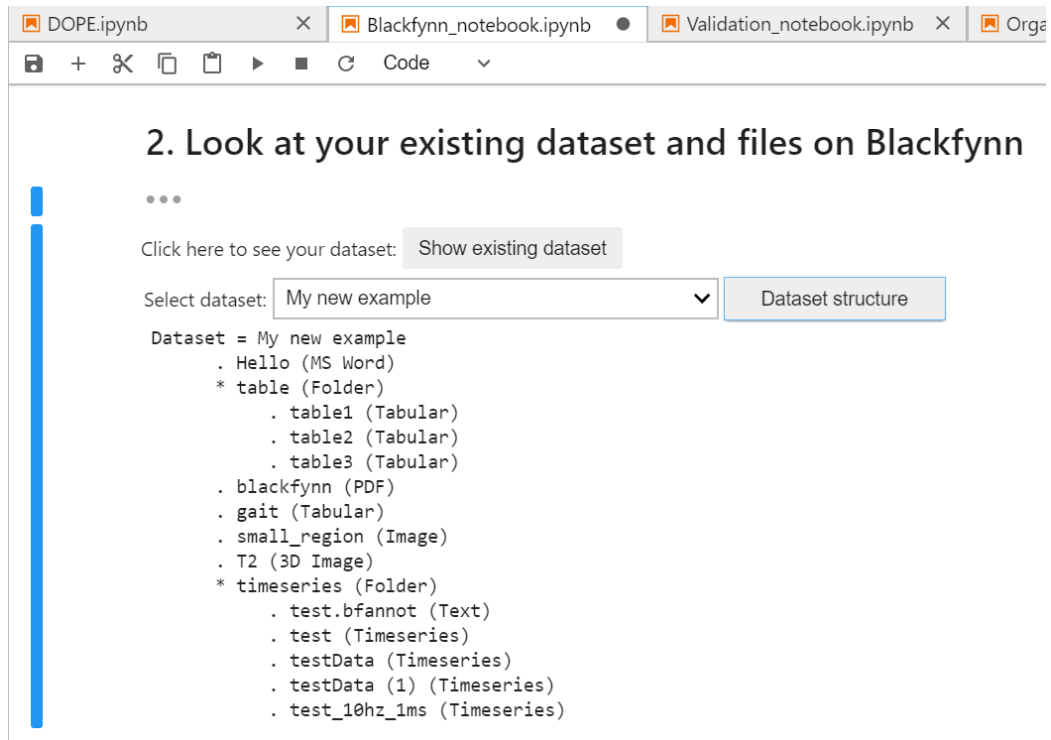 DOPE.ipynb Blackfynn_notebook.ipynb Validation_notebook.ipynb Orga
Code
2. Look at your existing dataset and files on Blackfynn
Click here to see your dataset: Show existing dataset
Select dataset: My new example Dataset structure
Dataset = My new example
. Hello (MS Word)
* table (Folder)
. table1 (Tabular)
. table2 (Tabular)
. table3 (Tabular)
. blackfynn (PDF)
. gait (Tabular)
. small_region (Image)
. T2 (3D Image)
* timeseries (Folder)
. test.bfannot (Text)
. test (Timeseries)
. testData (Timeseries)
. testData (1) (Timeseries)
. test_10hz_1ms (Timeseries)